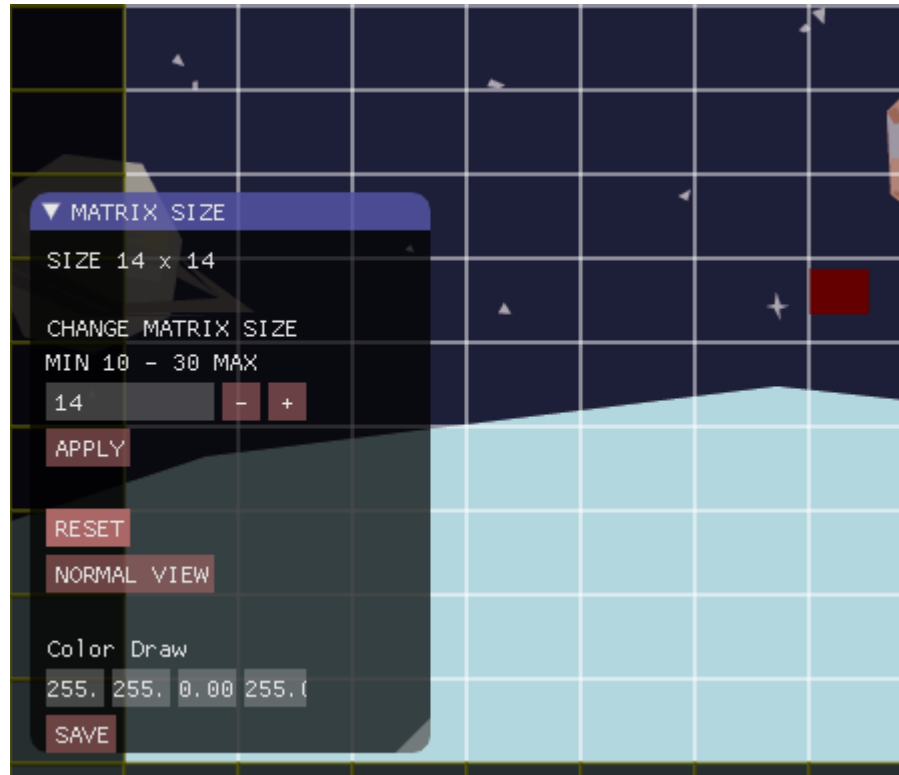 MATRIX SIZE
SIZE 14 x 14
CHANGE MATRIX SIZE
MIN 10 - 30 MAX
14 - +
APPLY
RESET
NORMAL VIEW
Color Draw
255. 255. 0.00 255.(
SAVE